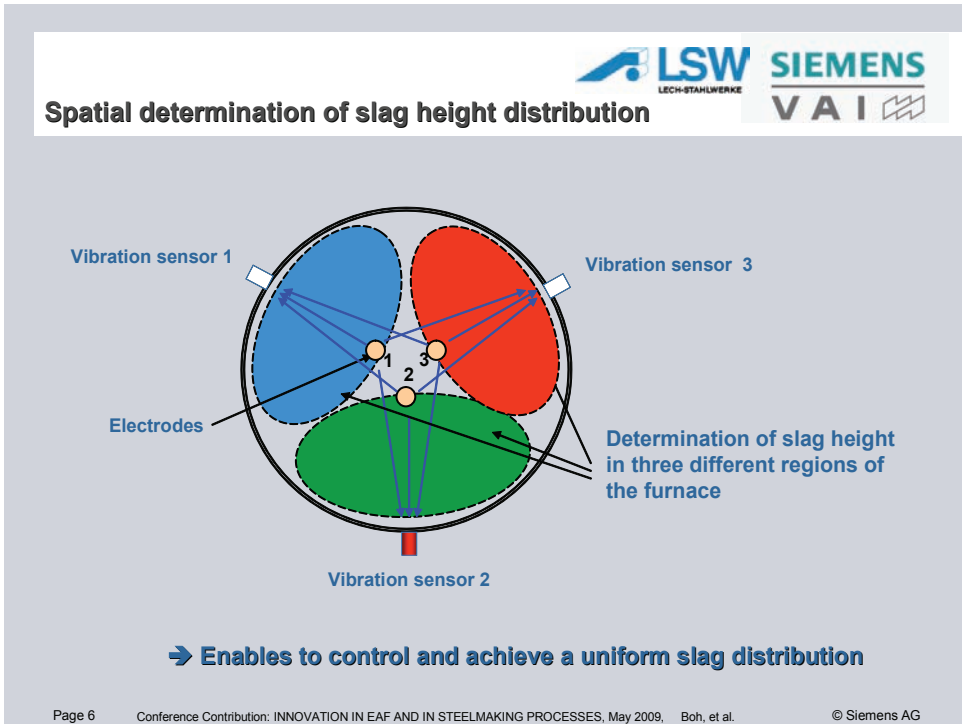 LSW
LECH-STAHLWERKE
SIEMENS
VAI
Spatial determination of slag height distribution
Vibration sensor 1
Vibration sensor 3
1
3
2
Electrodes
Determination of slag height
in three different regions of
the furnace
Vibration sensor 2
➔ Enables to control and achieve a uniform slag distribution
Page 6 Conference Contribution: INNOVATION IN EAF AND IN STEELMAKING PROCESSES, May 2009, Boh, et al. © Siemens AG